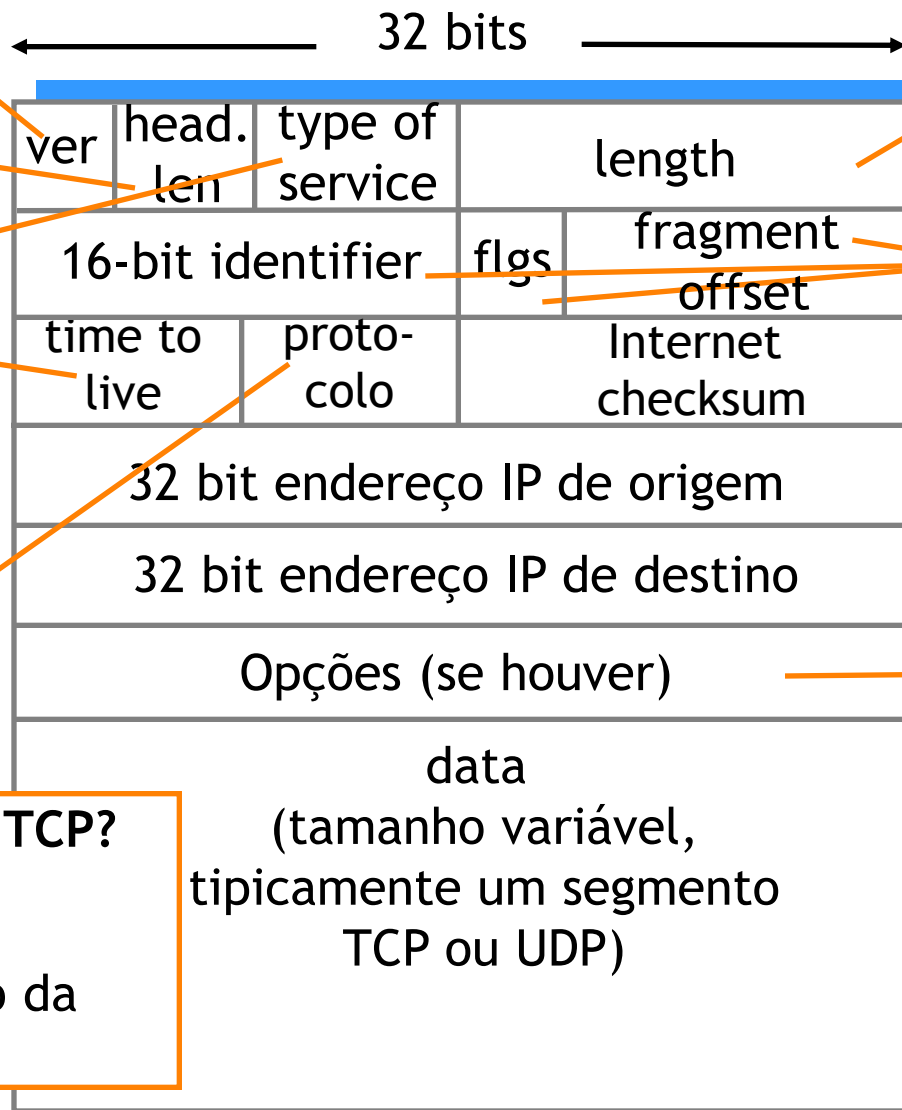 32 bits
ver
head.
len
type of
service
length
16-bit identifier
flgs
fragment
offset
time to
live
proto-
colo
Internet
checksum
32 bit endereço IP de origem
32 bit endereço IP de destino
Opções (se houver)
data
(tamanho variável,
tipicamente um segmento
TCP ou UDP)
TCP?
da